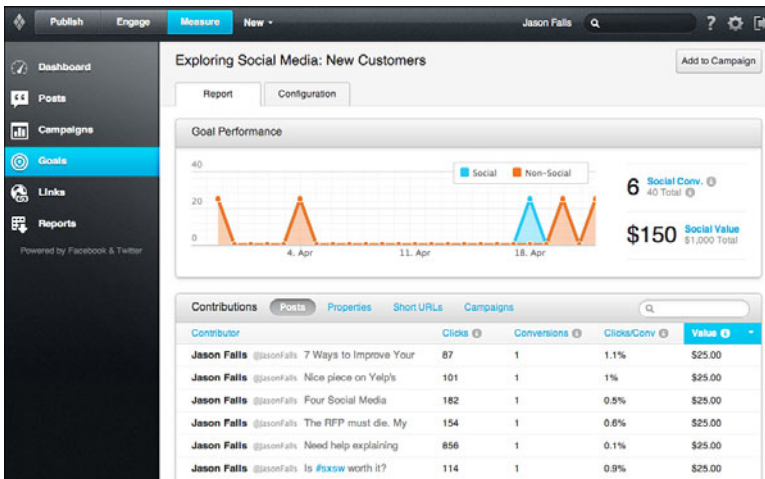 Publish Engage Measure New Jason Falls ?
Dashboard
Posts
Campaigns
Goals
Links
Reports
Powered by Facebook & Twitter
Exploring Social Media: New Customers
Add to Campaign
Report Configuration
Goal Performance
40
20
0
Social Non-Social
4. Apr 11. Apr 18. Apr
6 Social Conv.
40 Total
$150 Social Value
$1,000 Total
Contributions Posts Properties Short URLs Campaigns
Contributor Clicks Conversions Clicks/Conv Value
Jason Falls @JasonFalls 7 Ways to Improve Your 87 1 1.1% $25.00
Jason Falls @JasonFalls Nice piece on Yelp's 101 1 1% $25.00
Jason Falls @JasonFalls Four Social Media 182 1 0.5% $25.00
Jason Falls @JasonFalls The RFP must die. My 154 1 0.6% $25.00
Jason Falls @JasonFalls Need help explaining 856 1 0.1% $25.00
Jason Falls @JasonFalls Is #sxsw worth it? 114 1 0.9% $25.00